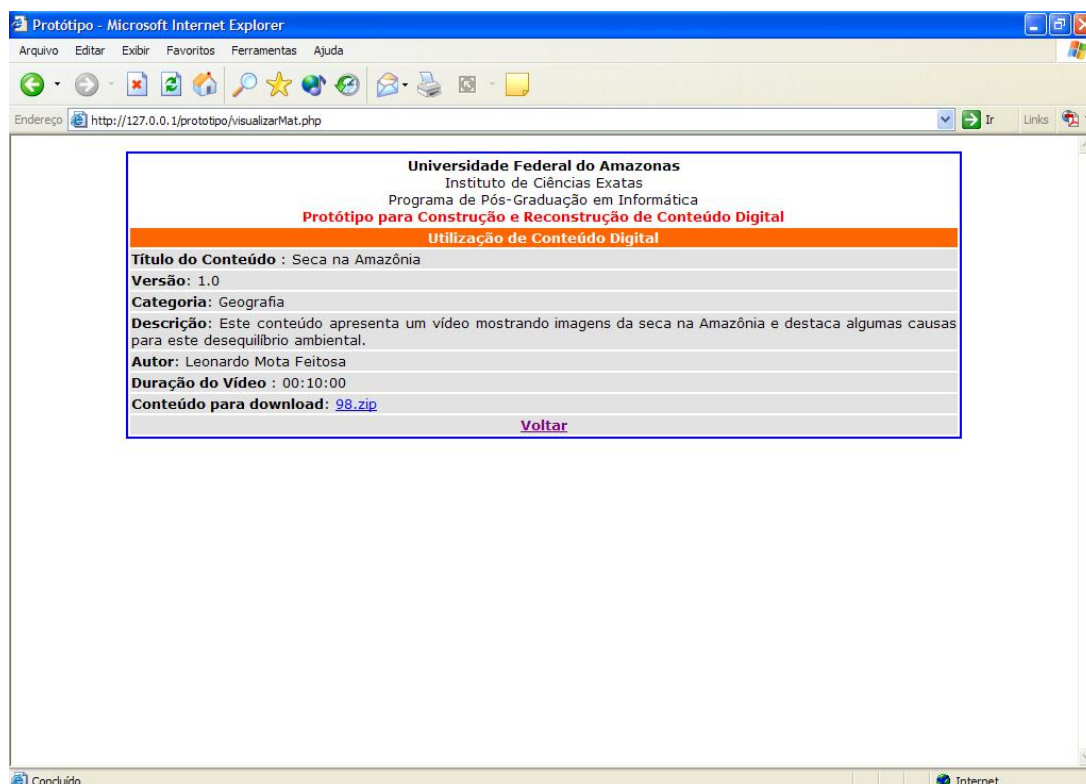 Protótipo - Microsoft Internet Explorer
Arquivo Editar Exibir Favoritos Ferramentas Ajuda
Endereço http://127.0.0.1/prototipo/visualizarMat.php Ir Links
Universidade Federal do Amazonas
Instituto de Ciências Exatas
Programa de Pós-Graduação em Informática
Protótipo para Construção e Reconstrução de Conteúdo Digital
Utilização de Conteúdo Digital
Título do Conteúdo : Seca na Amazônia
Versão: 1.0
Categoria: Geografia
Descrição: Este conteúdo apresenta um vídeo mostrando imagens da seca na Amazônia e destaca algumas causas
para este desequilíbrio ambiental.
Autor: Leonardo Mota Feitosa
Duração do Vídeo : 00:10:00
Conteúdo para download: 98.zip
Voltar
Concluído Internet